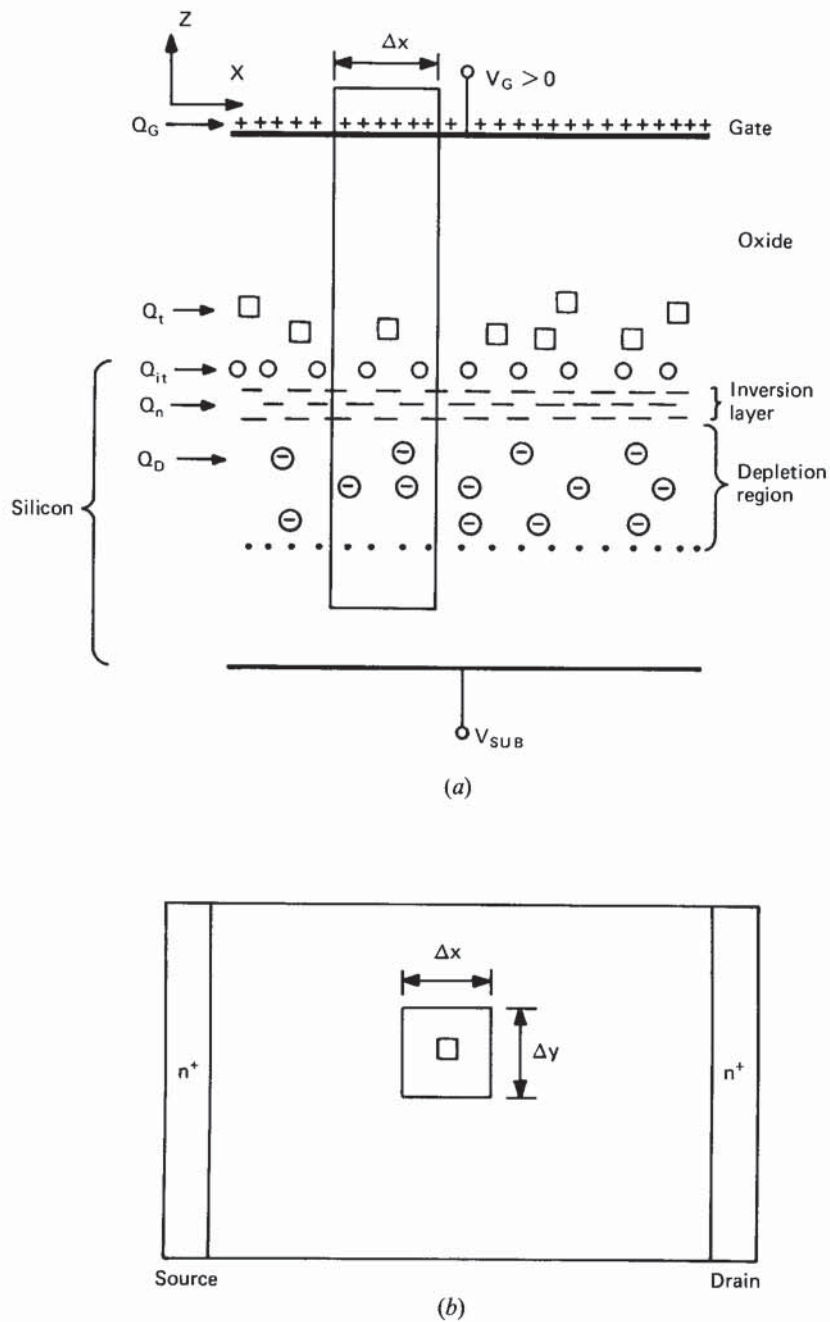 Z
Δx
X
V_G > 0
Q_G
+ + + + + + + + + + + + + + + + + + + + + + + +
Gate
Oxide
Q_t
Q_it
Q_n
Inversion
layer
Q_D
Depletion
region
Silicon
V_SUB
(a)
Δx
Δy
n+
n+
Source
Drain
(b)